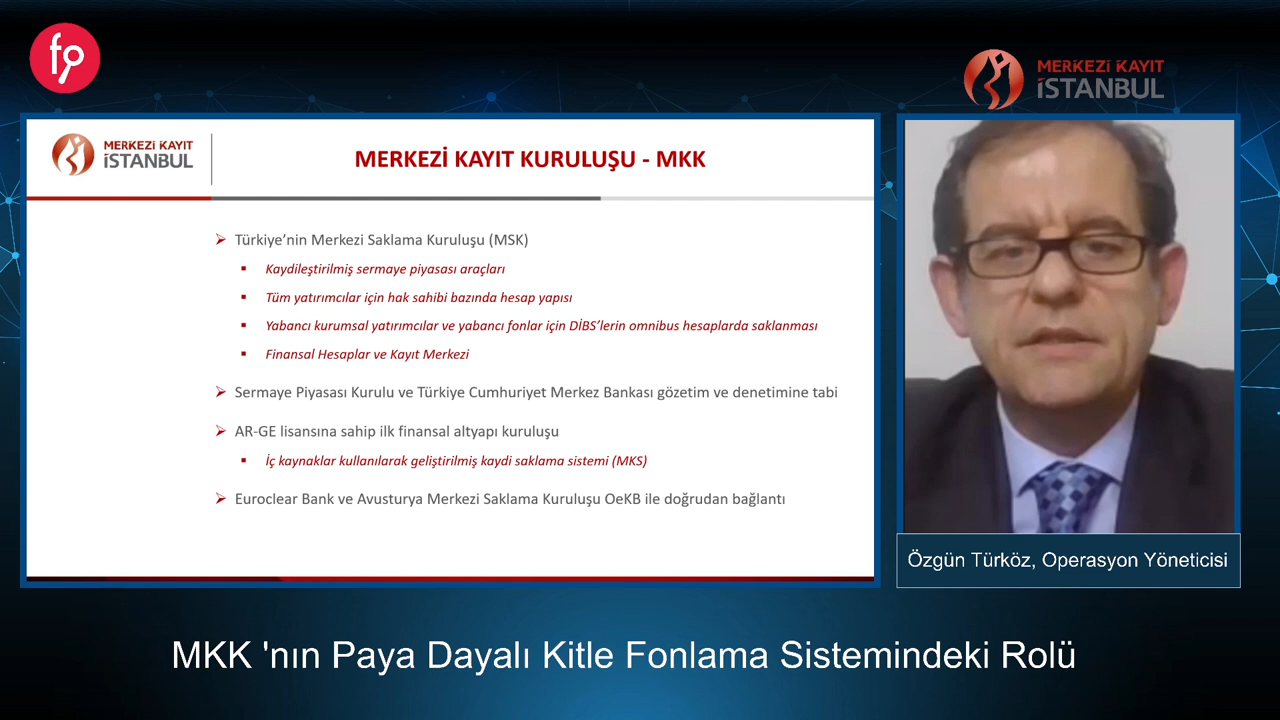 fo
MERKEZİ KAYIT
İSTANBUL
MERKEZİ KAYIT
İSTANBUL
MERKEZİ KAYIT KURULUŞU - MKK
Türkiye’nin Merkezi Saklama Kuruluşu (MSK)
Kaydileştirilmiş sermaye piyasası araçları
Tüm yatırımcılar için hak sahibi bazında hesap yapısı
Yabancı kurumsal yatırımcılar ve yabancı fonlar için DİBS’lerin omnibus hesaplarda saklanması
Finansal Hesaplar ve Kayıt Merkezi
Sermaye Piyasası Kurulu ve Türkiye Cumhuriyet Merkez Bankası gözetim ve denetimine tabi
AR-GE lisansına sahip ilk finansal altyapı kuruluşu
İç kaynaklar kullanılarak geliştirilmiş kaydi saklama sistemi (MKS)
Euroclear Bank ve Avusturya Merkezi Saklama Kuruluşu OeKB ile doğrudan bağlantı
Özgün Türköz, Operasyon Yöneticisi
MKK 'nın Paya Dayalı Kitle Fonlama Sistemindeki Rolü